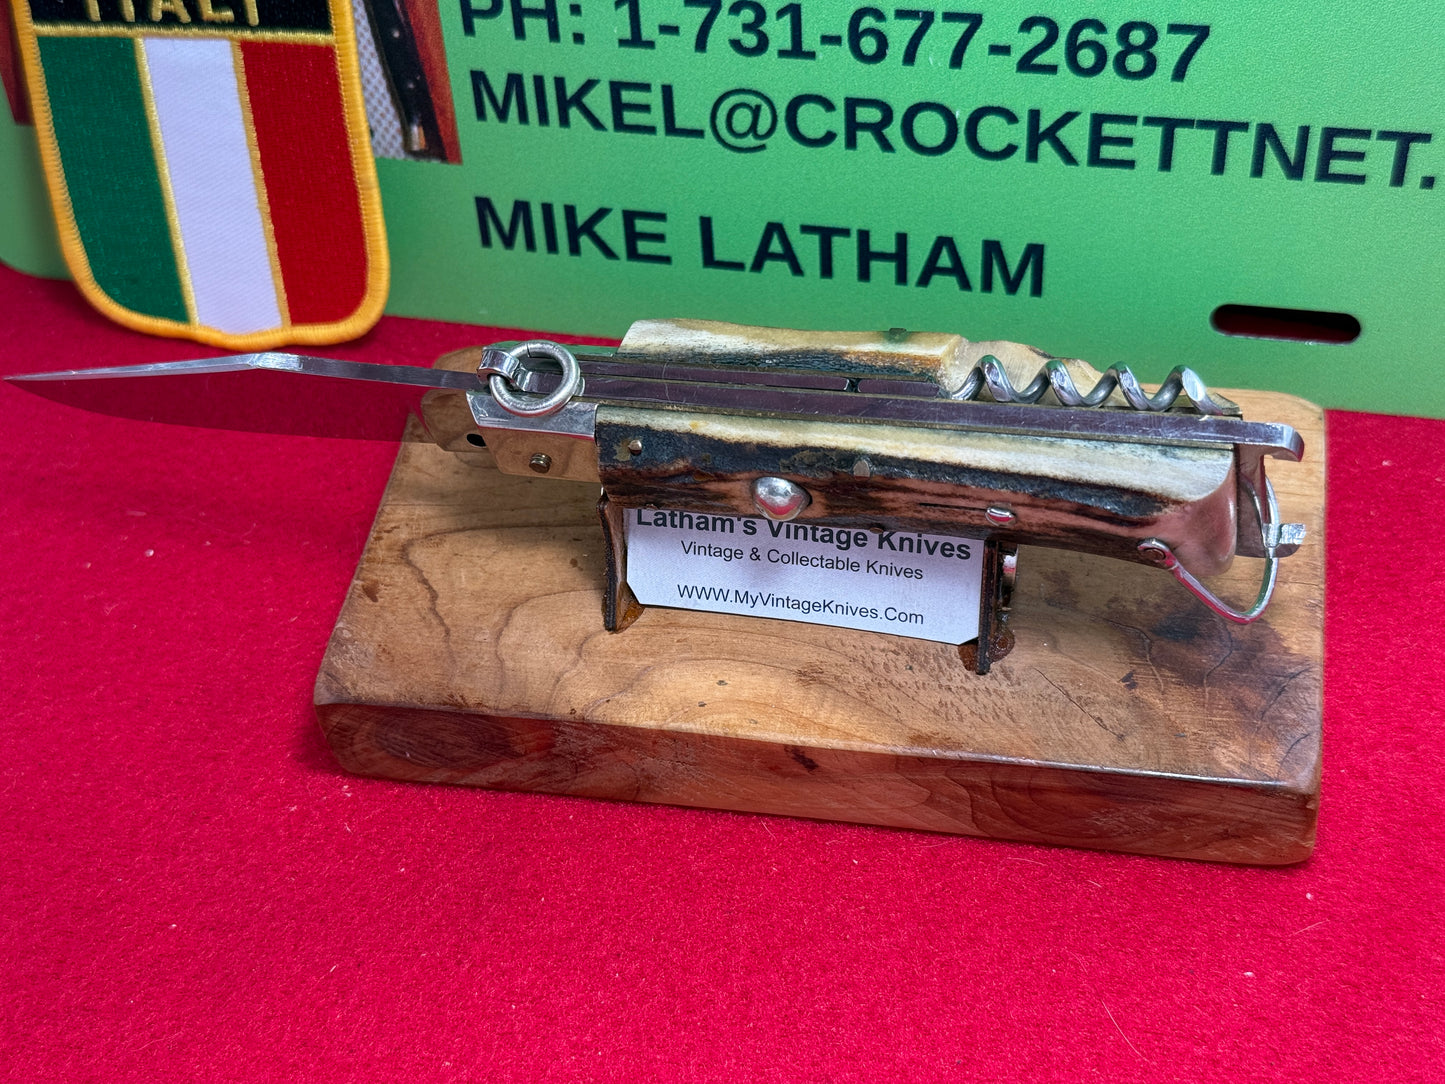 ITALY
PH: 1-731-677-2687
MIKEL@CROCKETTNET.
MIKE LATHAM
Latham's Vintage Knives
Vintage & Collectable Knives
WWW.MyVintageKnives.Com